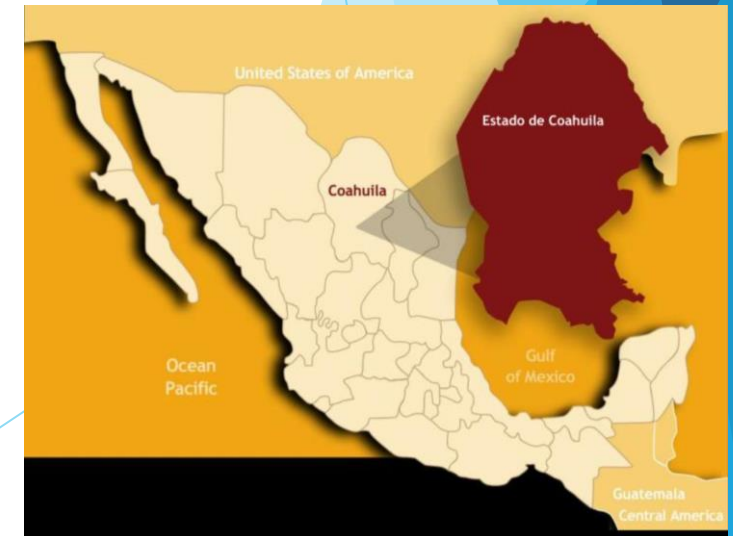 United States of America
Estado de Coahuila
Coahuila
Ocean
Pacific
Gulf
of Mexico
Guatemala
Central America